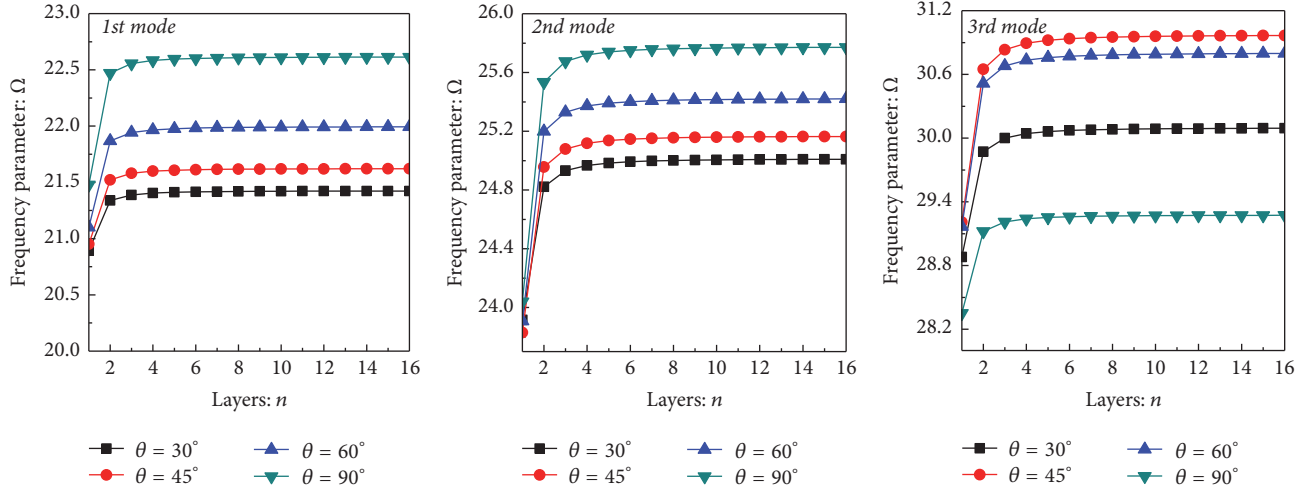 1st mode
23.0
22.5
22.0
21.5
21.0
20.5
20.0
Frequency parameter: Ω
2 4 6 8 10 12 14 16
Layers: n
θ = 30°
θ = 60°
θ = 45°
θ = 90°
2nd mode
26.0
25.6
25.2
24.8
24.4
24.0
Frequency parameter: Ω
2 4 6 8 10 12 14 16
Layers: n
θ = 30°
θ = 60°
θ = 45°
θ = 90°
3rd mode
31.2
30.6
30.0
29.4
28.8
28.2
Frequency parameter: Ω
2 4 6 8 10 12 14 16
Layers: n
θ = 30°
θ = 60°
θ = 45°
θ = 90°